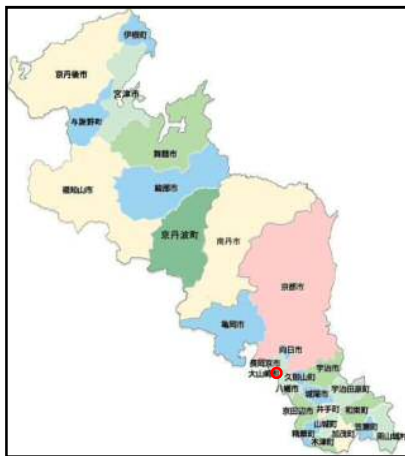 伊根町
京丹後市
宮津市
与謝野町
舞鶴市
福知山市
綾部市
京丹波町
南丹市
京都市
亀岡市
向日市
長岡京市
宇治市
大山崎町
久御山町
八幡市
城陽市
宇治田原町
京田辺市
井手町
和束町
山城町
笠置町
精華町
加茂町
南山城村
木津町